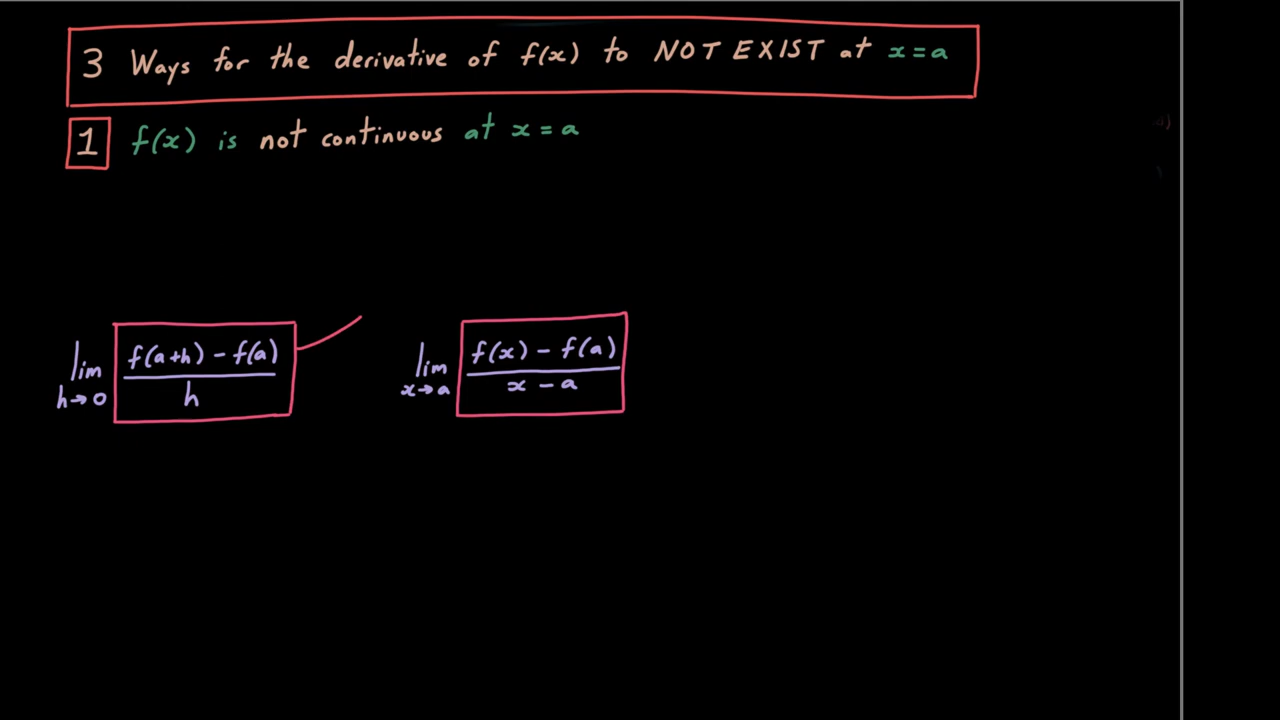 3 Ways for the derivative of f(x) to NOT EXIST at x=a
1 f(x) is not continuous at x=a
lim h→0 f(a+h) - f(a) / h
lim x→a f(x) - f(a) / x - a